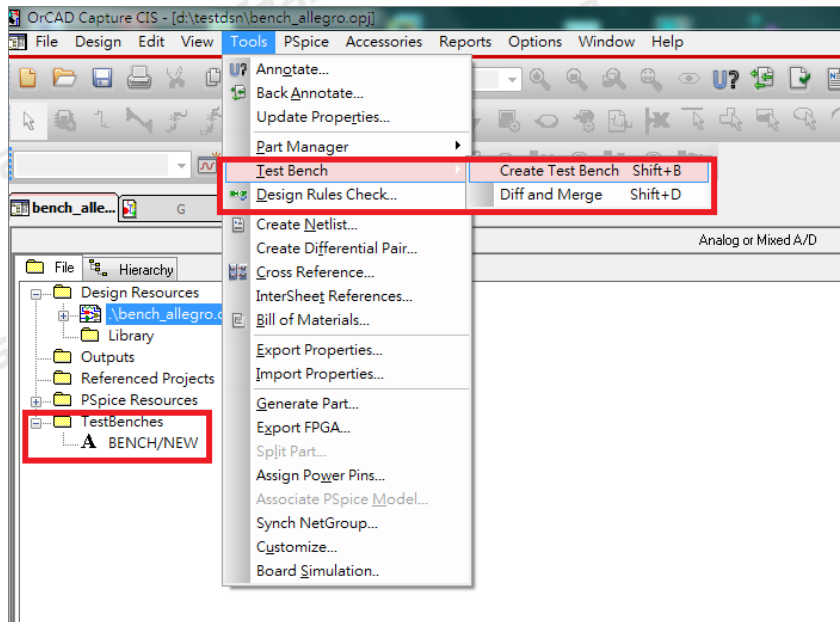 OrCAD Capture CIS - [d:\testdsn\bench_allegro.opj]
File Design Edit View Tools PSpice Accessories Reports Options Window Help
U?
bench_alle...
G
Analog or Mixed A/D
File Hierarchy
Design Resources
.\bench_allegro.d
Library
Outputs
Referenced Projects
PSpice Resources
TestBenches
A BENCH/NEW
U? Annotate...
Back Annotate...
Update Properties...
Part Manager
Test Bench
Create Test Bench Shift+B
Design Rules Check...
Diff and Merge Shift+D
Create Netlist...
Create Differential Pair...
Cross Reference...
InterSheet References...
Bill of Materials...
Export Properties...
Import Properties...
Generate Part...
Export FPGA...
Split Part...
Assign Power Pins...
Associate PSpice Model...
Synch NetGroup...
Customize...
Board Simulation..